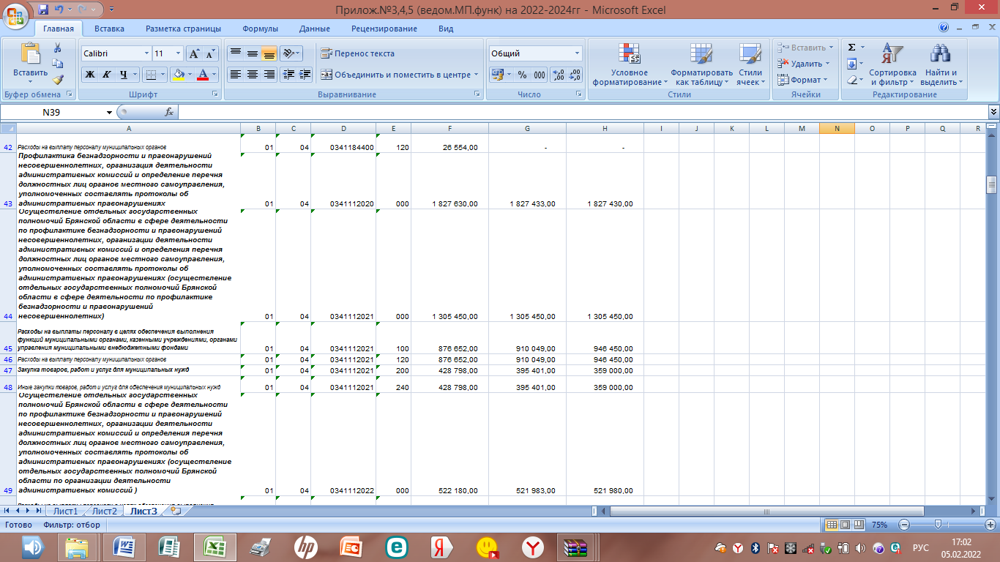 Прилож.№3,4,5 (ведом.МП.функ) на 2022-2024гг - Microsoft Excel
Главная Вставка Разметка страницы Формулы Данные Рецензирование Вид
Calibri 11 Перенос текста Общий Вставить Σ
Вставить Ж К Ч А Объединить и поместить в центре % 000 Условное форматирование Форматировать как таблицу Стили ячеек Удалить Формат Сортировка и фильтр Найти и выделить
Буфер обмена Шрифт Выравнивание Число Стили Ячейки Редактирование
N39 fx
A B C D E F G H I J K L M N O P Q R
42 Расходы на выплату персоналу муниципальных органов 01 04 0341184400 120 26 554,00 - -
Профилактика безнадзорности и правонарушений
несовершеннолетних, организация деятельности
административных комиссий и определение перечня
должностных лиц органов местного самоуправления,
уполномоченных составлять протоколы об
43 административных правонарушениях 01 04 0341112020 000 1 827 630,00 1 827 433,00 1 827 430,00
Осуществление отдельных государственных
полномочий Брянской области в сфере деятельности
по профилактике безнадзорности и правонарушений
несовершеннолетних, организации деятельности
административных комиссий и определения перечня
должностных лиц органов местного самоуправления,
уполномоченных составлять протоколы об
административных правонарушениях (осуществление
отдельных государственных полномочий Брянской
области в сфере деятельности по профилактике
безнадзорности и правонарушений
44 несовершеннолетних) 01 04 0341112021 000 1 305 450,00 1 305 450,00 1 305 450,00
Расходы на выплаты персоналу в целях обеспечения выполнения
функций муниципальными органами, казенными учреждениями, органами
45 управления муниципальными внебюджетными фондами 01 04 0341112021 100 876 652,00 910 049,00 946 450,00
46 Расходы на выплату персоналу муниципальных органов 01 04 0341112021 120 876 652,00 910 049,00 946 450,00
47 Закупка товаров, работ и услуг для муниципальных нужд 01 04 0341112021 200 428 798,00 395 401,00 359 000,00
48 Иные закупки товаров, работ и услуг для обеспечения муниципальных нужд 01 04 0341112021 240 428 798,00 395 401,00 359 000,00
Осуществление отдельных государственных
полномочий Брянской области в сфере деятельности
по профилактике безнадзорности и правонарушений
несовершеннолетних, организации деятельности
административных комиссий и определения перечня
должностных лиц органов местного самоуправления,
уполномоченных составлять протоколы об
административных правонарушениях (осуществление
отдельных государственных полномочий Брянской
области по организации деятельности
49 административных комиссий ) 01 04 0341112022 000 522 180,00 521 983,00 521 980,00
Лист1 Лист2 Лист3
Готово Фильтр: отбор 75%
РУС 17:02
05.02.2022